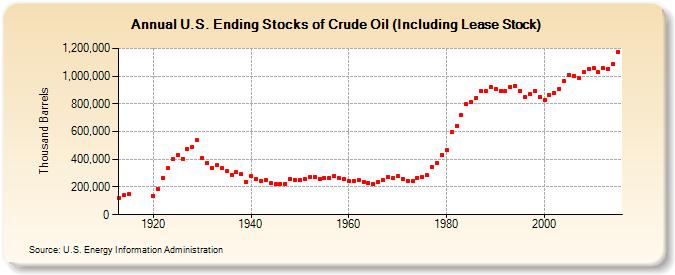 Annual U.S. Ending Stocks of Crude Oil (Including Lease Stock)
Thousand Barrels
1,200,000
1,000,000
800,000
600,000
400,000
200,000
0
1920 1940 1960 1980 2000
Source: U.S. Energy Information Administration